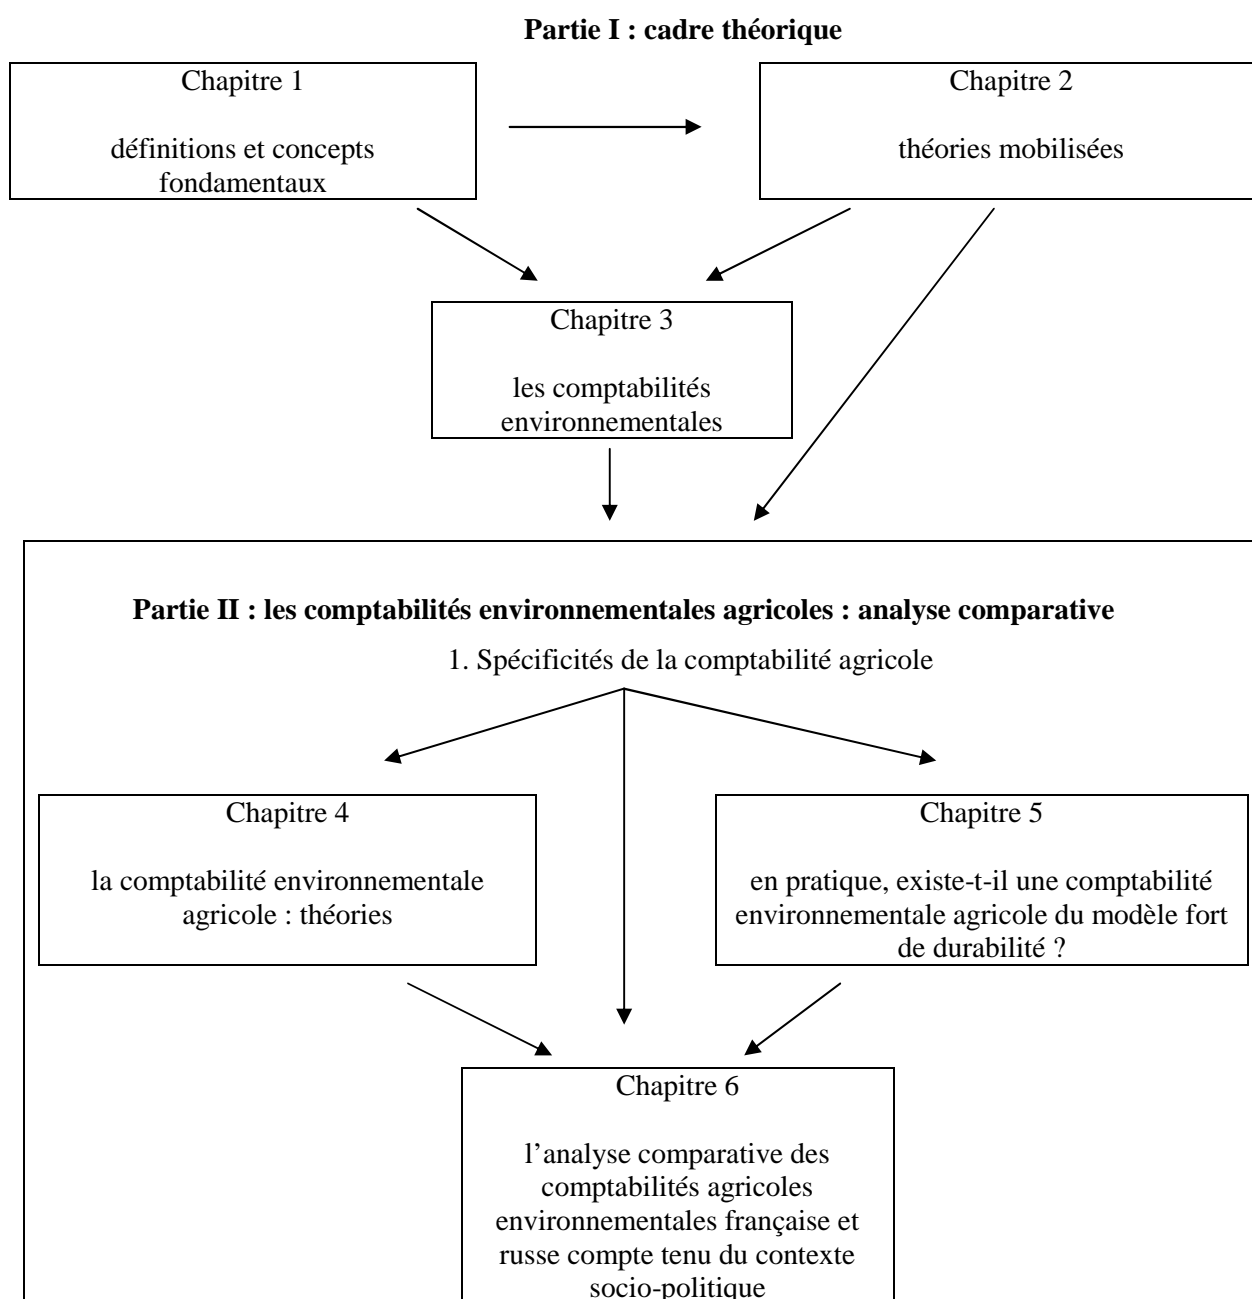 Partie I : cadre théorique
Chapitre 1
définitions et concepts
fondamentaux
Chapitre 2
théories mobilisées
Chapitre 3
les comptabilités
environnementales
Partie II : les comptabilités environnementales agricoles : analyse comparative
1. Spécificités de la comptabilité agricole
Chapitre 4
la comptabilité environnementale
agricole : théories
Chapitre 5
en pratique, existe-t-il une comptabilité
environnementale agricole du modèle fort
de durabilité ?
Chapitre 6
l’analyse comparative des
comptabilités agricoles
environnementales française et
russe compte tenu du contexte
socio-politique